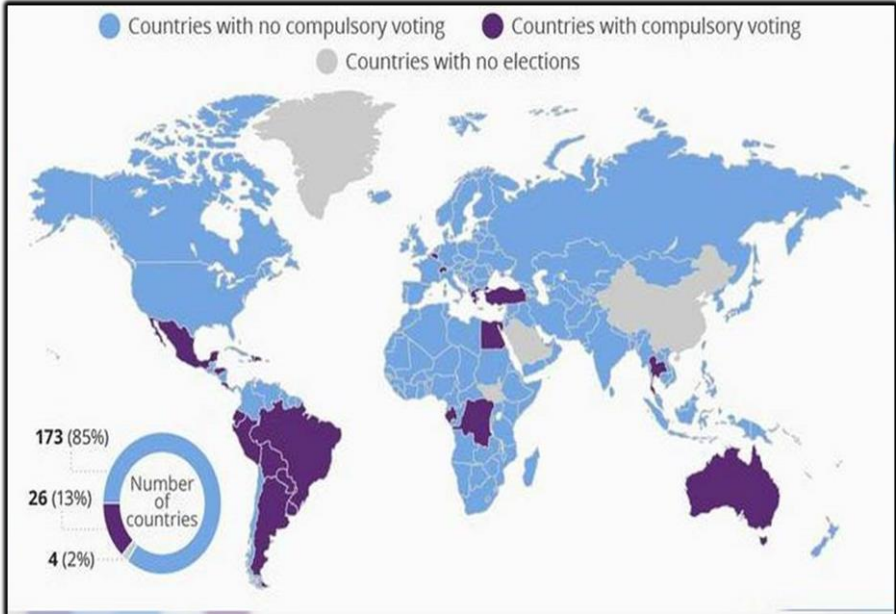 Countries with no compulsory voting
Countries with compulsory voting
Countries with no elections
173 (85%)
26 (13%)
4 (2%)
Number
of
countries